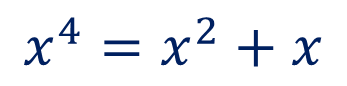 x⁴ = x² + x